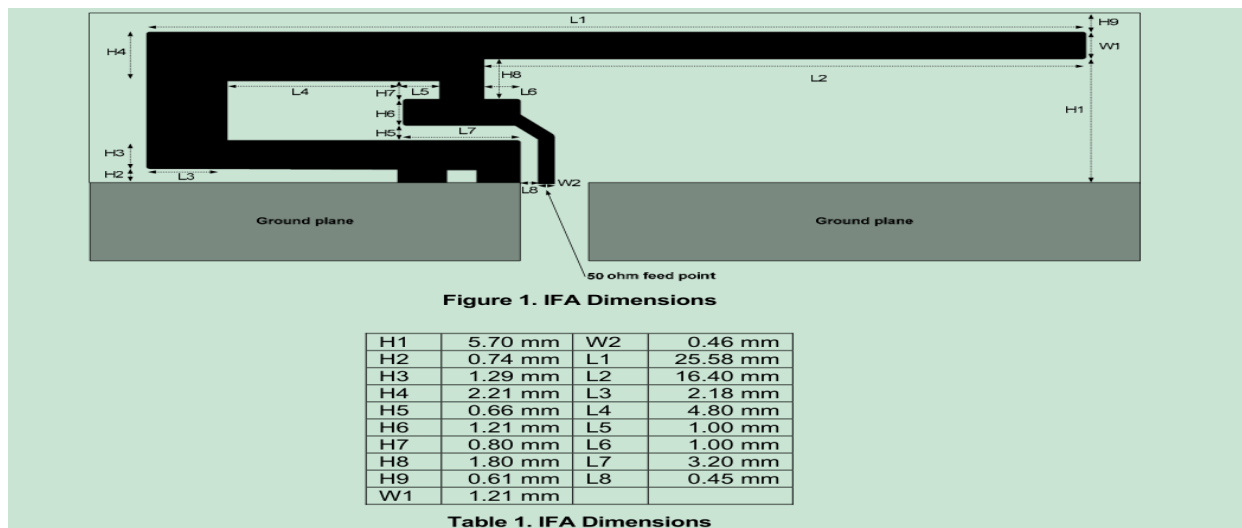 L1
H9
H4
W1
H8
L2
L4
H7
L5
L6
H1
H6
H5
L7
H3
H2
L3
L8
W2
Ground plane
Ground plane
50 ohm feed point
Figure 1. IFA Dimensions
H1 5.70 mm W2 0.46 mm
H2 0.74 mm L1 25.58 mm
H3 1.29 mm L2 16.40 mm
H4 2.21 mm L3 2.18 mm
H5 0.66 mm L4 4.80 mm
H6 1.21 mm L5 1.00 mm
H7 0.80 mm L6 1.00 mm
H8 1.80 mm L7 3.20 mm
H9 0.61 mm L8 0.45 mm
W1 1.21 mm
Table 1. IFA Dimensions